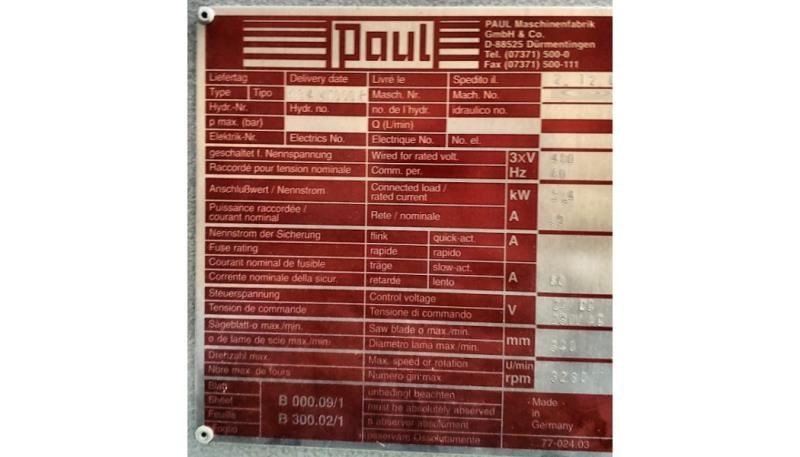 Paul
PAUL Maschinenfabrik
GmbH & Co.
D-88525 Dürmentingen
Tel. (07371) 500-0
Fax (07371) 500-111
Liefertag Delivery date Livré le Spedito il. 2. 12.
Type Tipo Masch. Nr. Mach. No.
Hydr.-Nr. Hydr. no. no. de l'hydr. idraulico no.
p max. (bar) Q (L/min)
Elektrik-Nr. Electrics No. Electrique No. No. el.
geschaltet f. Nennspannung Wired for rated volt. 3xV
Raccordé pour tension nominale Comm. per. Hz
Anschlußwert / Nennstrom Connected load / rated current kW
Puissance raccordée / courant nominal Rete / nominale A
Nennstrom der Sicherung flink quick-act. A
Fuse rating rapide rapido
Courant nominal de fusible träge slow-act. A
Corrente nominale della sicur. retarde lento
Steuerspannung Control voltage V
Tension de commande Tensione di comando
Sägeblatt-ø max./min. Saw blade ø max./min. mm
ø de lame de scie max./min. Diametro lama max./min.
Drehzahl max. Max. speed or rotation U/min
Nbre max. de tours Numero giri max rpm
Blatt unbedingt beachten
B 000.09/1 must be absolutely observed
Feuille à observer absolument
Foglio B 300.02/1 osservare Ossolutamente
Made
in
Germany
77-024.03